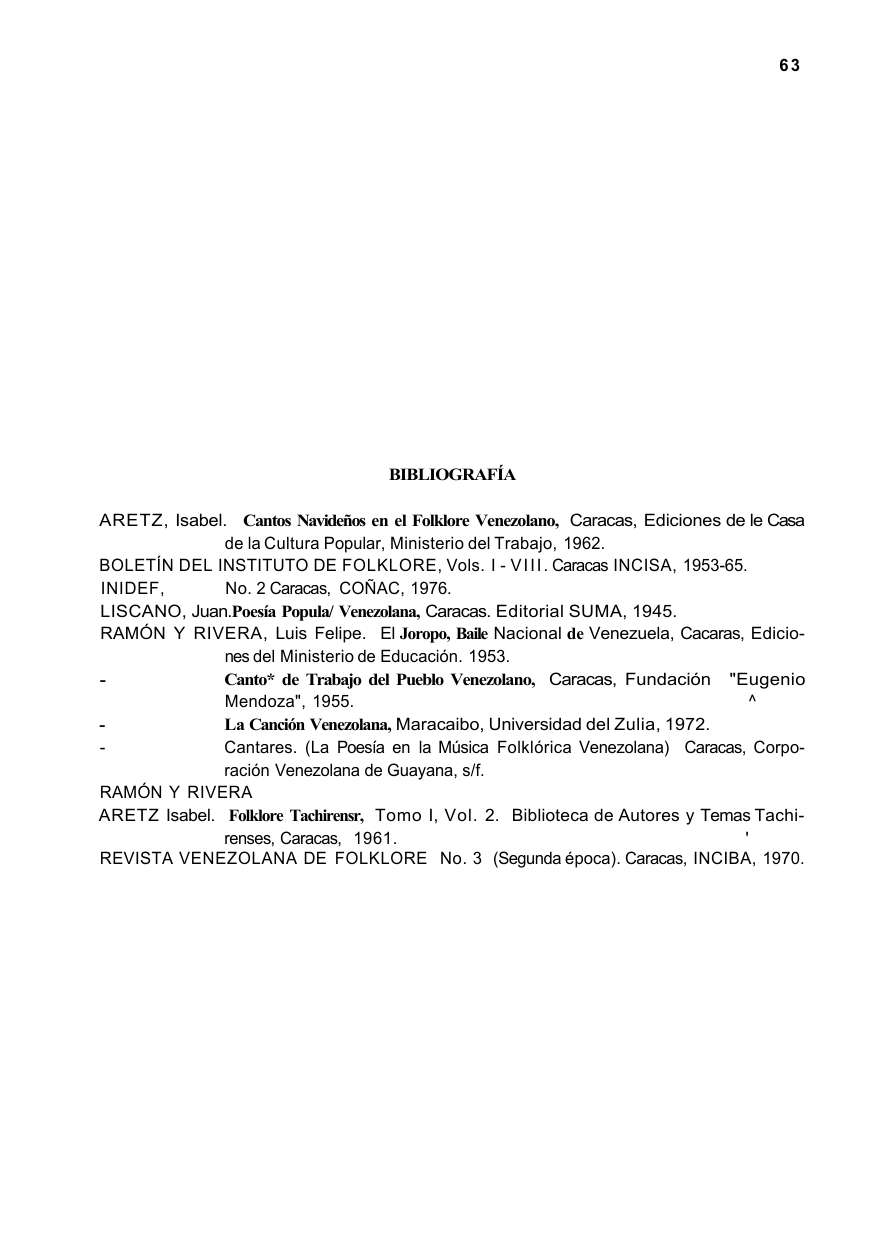 63
BIBLIOGRAFÍA
ARETZ, Isabel. Cantos Navideños en el Folklore Venezolano, Caracas, Ediciones de le Casa
de la Cultura Popular, Ministerio del Trabajo, 1962.
BOLETÍN DEL INSTITUTO DE FOLKLORE, Vols. I - VIII. Caracas INCISA, 1953-65.
INIDEF, No. 2 Caracas, COÑAC, 1976.
LISCANO, Juan.Poesía Popula/ Venezolana, Caracas. Editorial SUMA, 1945.
RAMÓN Y RIVERA, Luis Felipe. El Joropo, Baile Nacional de Venezuela, Cacaras, Edicio-
nes del Ministerio de Educación. 1953.
- Canto* de Trabajo del Pueblo Venezolano, Caracas, Fundación "Eugenio
Mendoza", 1955. ^
- La Canción Venezolana, Maracaibo, Universidad del Zulia, 1972.
- Cantares. (La Poesía en la Música Folklórica Venezolana) Caracas, Corpo-
ración Venezolana de Guayana, s/f.
RAMÓN Y RIVERA
ARETZ Isabel. Folklore Tachirensr, Tomo I, Vol. 2. Biblioteca de Autores y Temas Tachi-
renses, Caracas, 1961. '
REVISTA VENEZOLANA DE FOLKLORE No. 3 (Segunda época). Caracas, INCIBA, 1970.